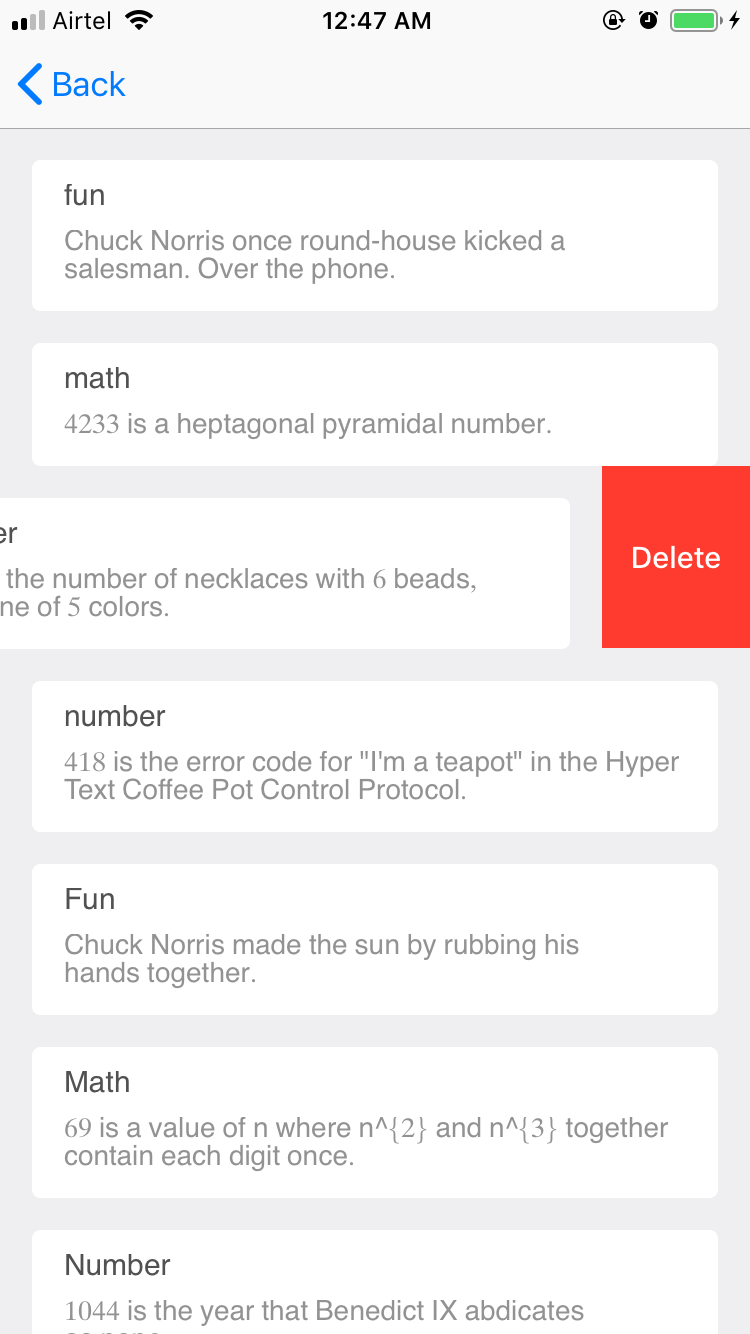 Airtel 12:47 AM
Back
fun
Chuck Norris once round-house kicked a
salesman. Over the phone.
math
4233 is a heptagonal pyramidal number.
er
the number of necklaces with 6 beads,
ne of 5 colors.
Delete
number
418 is the error code for "I'm a teapot" in the Hyper
Text Coffee Pot Control Protocol.
Fun
Chuck Norris made the sun by rubbing his
hands together.
Math
69 is a value of n where n^{2} and n^{3} together
contain each digit once.
Number
1044 is the year that Benedict IX abdicates